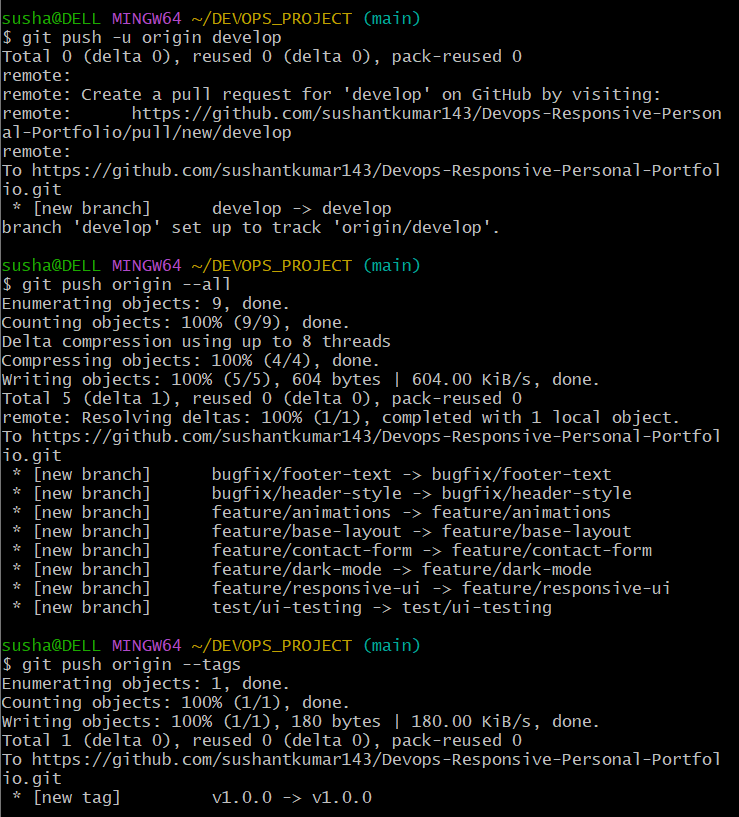 susha@DELL MINGW64 ~/DEVOPS_PROJECT (main)
$ git push -u origin develop
Total 0 (delta 0), reused 0 (delta 0), pack-reused 0
remote:
remote: Create a pull request for 'develop' on GitHub by visiting:
remote:      https://github.com/sushantkumar143/Devops-Responsive-Person
al-Portfolio/pull/new/develop
remote:
To https://github.com/sushantkumar143/Devops-Responsive-Personal-Portfol
io.git
 * [new branch]      develop -> develop
branch 'develop' set up to track 'origin/develop'.

susha@DELL MINGW64 ~/DEVOPS_PROJECT (main)
$ git push origin --all
Enumerating objects: 9, done.
Counting objects: 100% (9/9), done.
Delta compression using up to 8 threads
Compressing objects: 100% (4/4), done.
Writing objects: 100% (5/5), 604 bytes | 604.00 KiB/s, done.
Total 5 (delta 1), reused 0 (delta 0), pack-reused 0
remote: Resolving deltas: 100% (1/1), completed with 1 local object.
To https://github.com/sushantkumar143/Devops-Responsive-Personal-Portfol
io.git
 * [new branch]      bugfix/footer-text -> bugfix/footer-text
 * [new branch]      bugfix/header-style -> bugfix/header-style
 * [new branch]      feature/animations -> feature/animations
 * [new branch]      feature/base-layout -> feature/base-layout
 * [new branch]      feature/contact-form -> feature/contact-form
 * [new branch]      feature/dark-mode -> feature/dark-mode
 * [new branch]      feature/responsive-ui -> feature/responsive-ui
 * [new branch]      test/ui-testing -> test/ui-testing

susha@DELL MINGW64 ~/DEVOPS_PROJECT (main)
$ git push origin --tags
Enumerating objects: 1, done.
Counting objects: 100% (1/1), done.
Writing objects: 100% (1/1), 180 bytes | 180.00 KiB/s, done.
Total 1 (delta 0), reused 0 (delta 0), pack-reused 0
To https://github.com/sushantkumar143/Devops-Responsive-Personal-Portfol
io.git
 * [new tag]         v1.0.0 -> v1.0.0